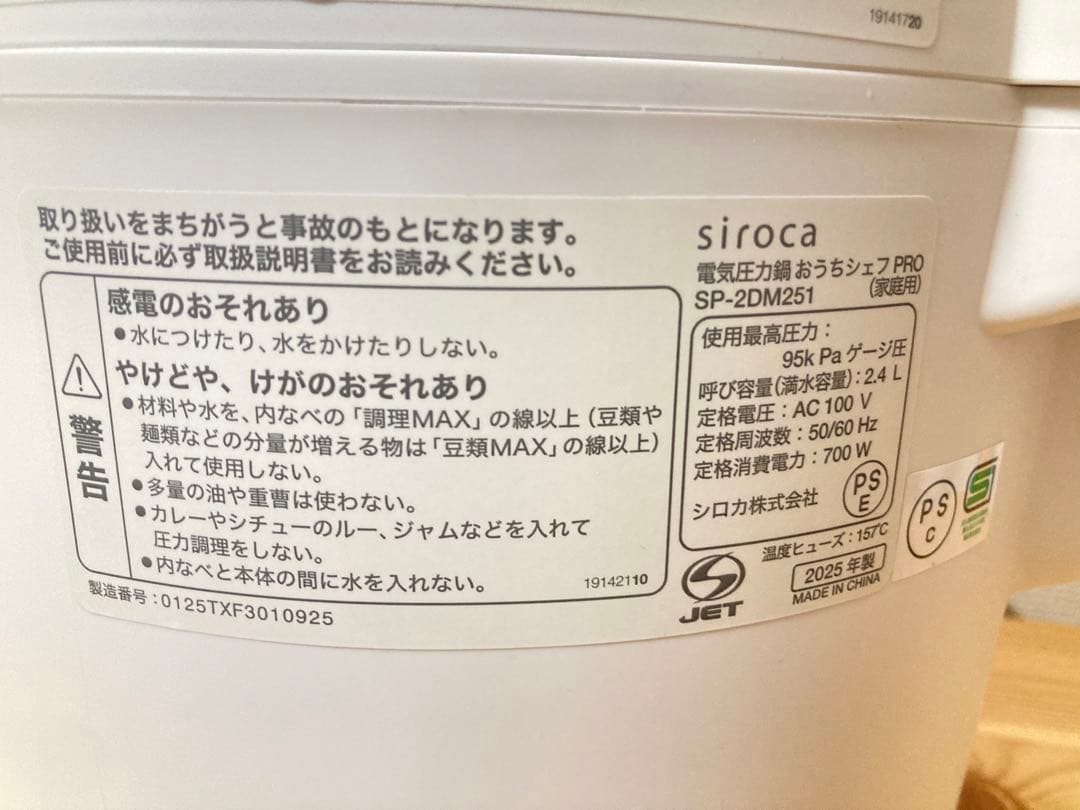 19141720
取り扱いをまちがうと事故のもとになります。
ご使用前に必ず取扱説明書をお読みください。
警告
感電のおそれあり
●水につけたり、水をかけたりしない。
やけどや、けがのおそれあり
●材料や水を、内なべの「調理MAX」の線以上（豆類や
麺類などの分量が増える物は「豆類MAX」の線以上）
入れて使用しない。
●多量の油や重曹は使わない。
●カレーやシチューのルー、ジャムなどを入れて
圧力調理をしない。
●内なべと本体の間に水を入れない。
19142110
製造番号：0125TXF3010925
siroca
電気圧力鍋 おうちシェフ PRO
SP-2DM251
（家庭用）
使用最高圧力：
95k Pa ゲージ圧
呼び容量（満水容量）：2.4 L
定格電圧：AC 100 V
定格周波数：50/60 Hz
定格消費電力：700 W
シロカ株式会社
PS
E
温度ヒューズ：157℃
JET
2025 年製
MADE IN CHINA
PS
C
S